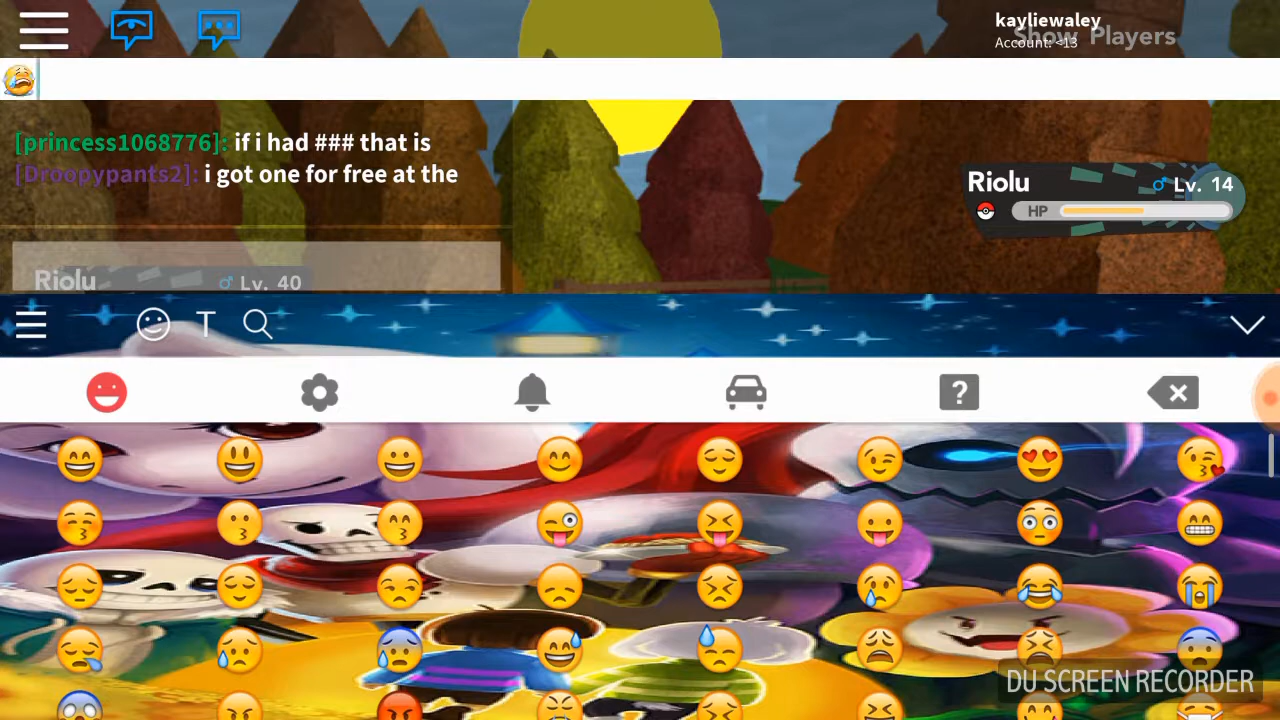 kayliewaley
Show Players
Account: <13
[princess1068776]: if i had ### that is
[Droopypants2]: i got one for free at the
Riolu
♂ Lv. 14
HP
Riolu
♂ Lv. 40
T
?
DU SCREEN RECORDER